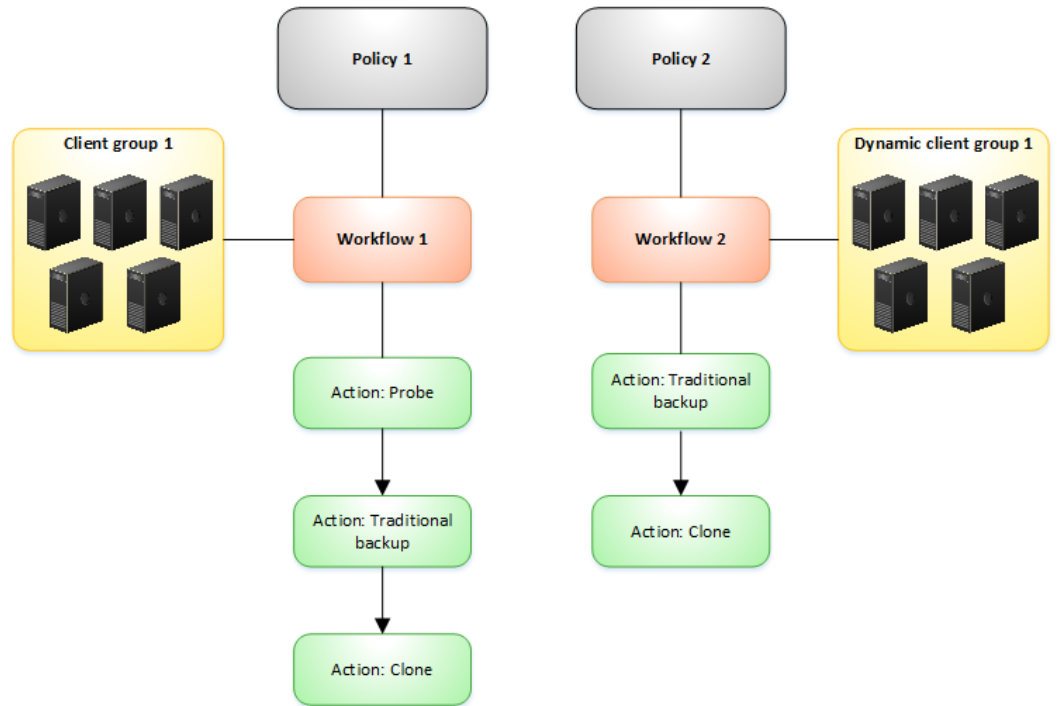 Policy 1
Policy 2
Client group 1
Dynamic client group 1
Workflow 1
Workflow 2
Action: Probe
Action: Traditional
backup
Action: Traditional
backup
Action: Clone
Action: Clone